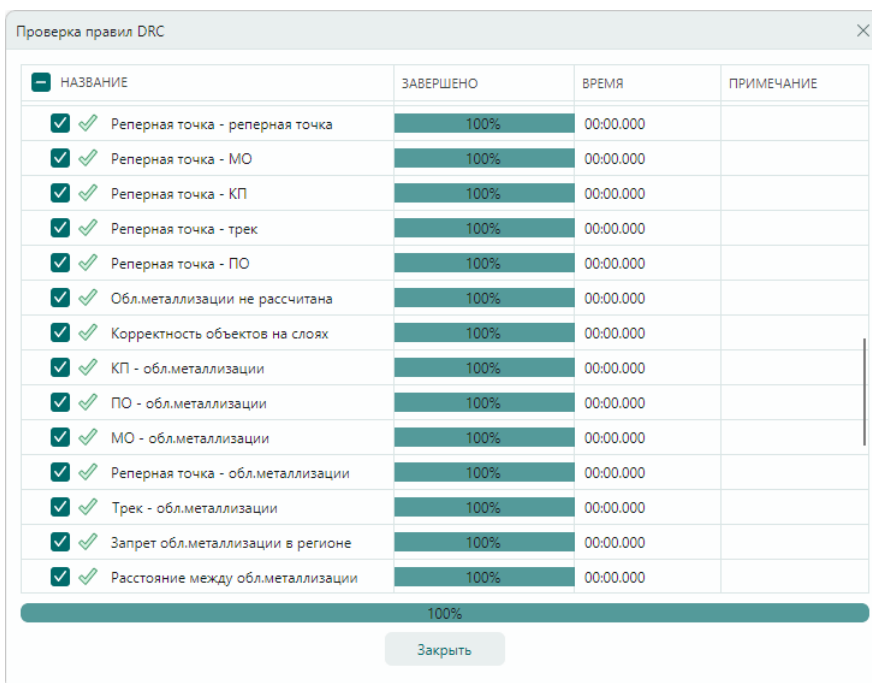 Проверка правил DRC
НАЗВАНИЕ ЗАВЕРШЕНО ВРЕМЯ ПРИМЕЧАНИЕ
Реперная точка - реперная точка 100% 00:00.000
Реперная точка - МО 100% 00:00.000
Реперная точка - КП 100% 00:00.000
Реперная точка - трек 100% 00:00.000
Реперная точка - ПО 100% 00:00.000
Обл.металлизации не рассчитана 100% 00:00.000
Корректность объектов на слоях 100% 00:00.000
КП - обл.металлизации 100% 00:00.000
ПО - обл.металлизации 100% 00:00.000
МО - обл.металлизации 100% 00:00.000
Реперная точка - обл.металлизации 100% 00:00.000
Трек - обл.металлизации 100% 00:00.000
Запрет обл.металлизации в регионе 100% 00:00.000
Расстояние между обл.металлизации 100% 00:00.000
100%
Закрыть